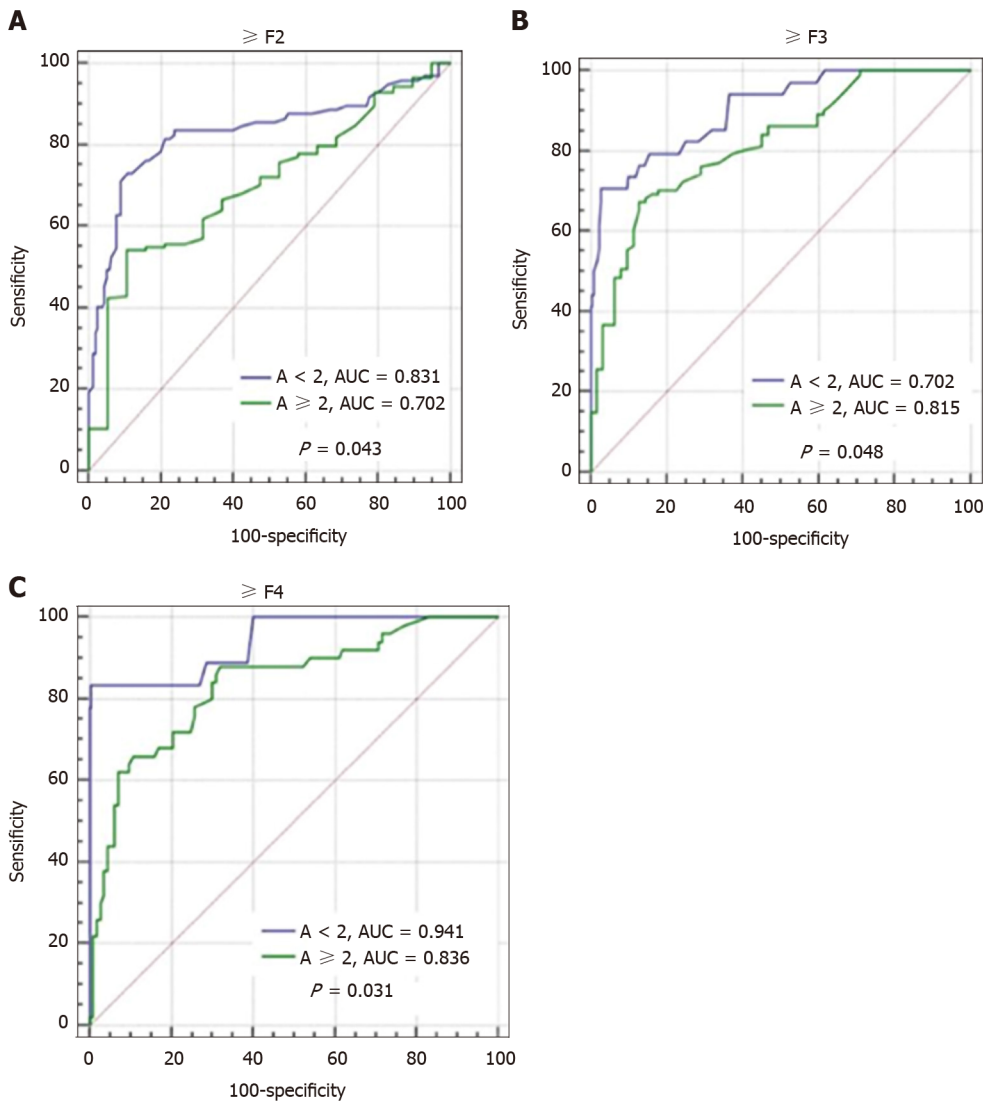 A
≥ F2
100
80
60
40
20
0
Sensificity
A < 2, AUC = 0.831
A ≥ 2, AUC = 0.702
P = 0.043
0 20 40 60 80 100
100-specificity
B
≥ F3
100
80
60
40
20
0
Sensificity
A < 2, AUC = 0.702
A ≥ 2, AUC = 0.815
P = 0.048
0 20 40 60 80 100
100-specificity
C
≥ F4
100
80
60
40
20
0
Sensificity
A < 2, AUC = 0.941
A ≥ 2, AUC = 0.836
P = 0.031
0 20 40 60 80 100
100-specificity